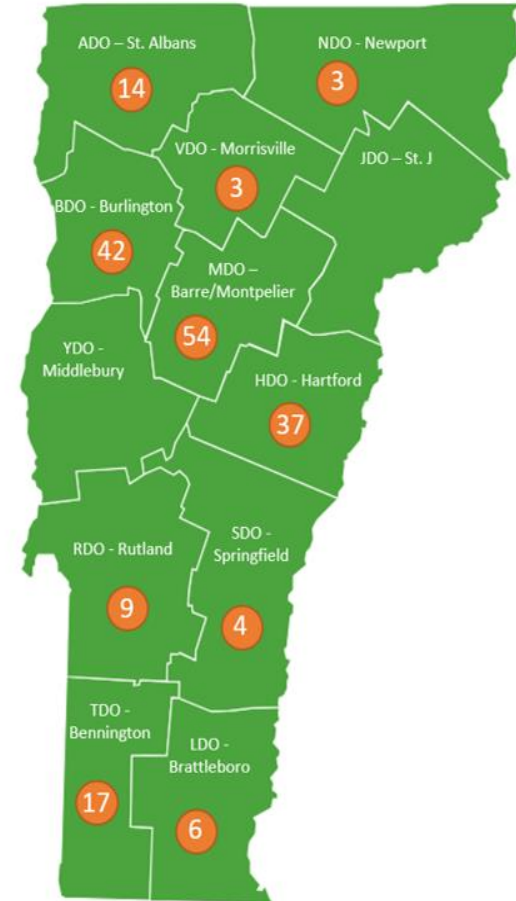 ADO – St. Albans
14
NDO - Newport
3
VDO - Morrisville
3
JDO – St. J
BDO - Burlington
42
MDO –
Barre/Montpelier
54
YDO -
Middlebury
HDO - Hartford
37
RDO - Rutland
9
SDO -
Springfield
4
TDO -
Bennington
17
LDO -
Brattleboro
6